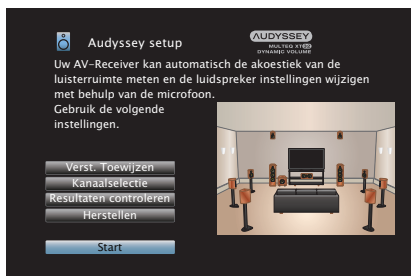 Audyssey setup
AUDYSSEY
MULTEQ XT32
DYNAMIC VOLUME
Uw AV-Receiver kan automatisch de akoestiek van de
luisterruimte meten en de luidspreker instellingen wijzigen
met behulp van de microfoon.
Gebruik de volgende
instellingen.
Verst. Toewijzen
Kanaalselectie
Resultaten controleren
Herstellen
Start